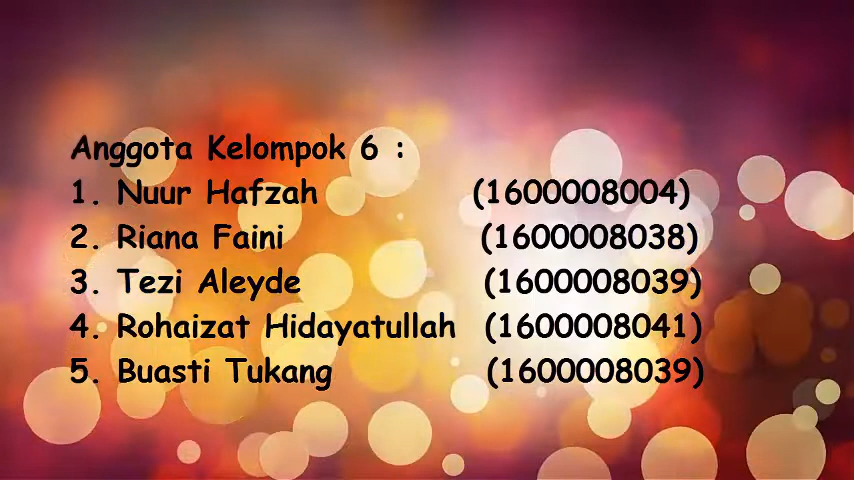 Anggota Kelompok 6 :
1. Nuur Hafzah (1600008004)
2. Riana Faini (1600008038)
3. Tezi Aleyde (1600008039)
4. Rohaizat Hidayatullah (1600008041)
5. Buasti Tukang (1600008039)